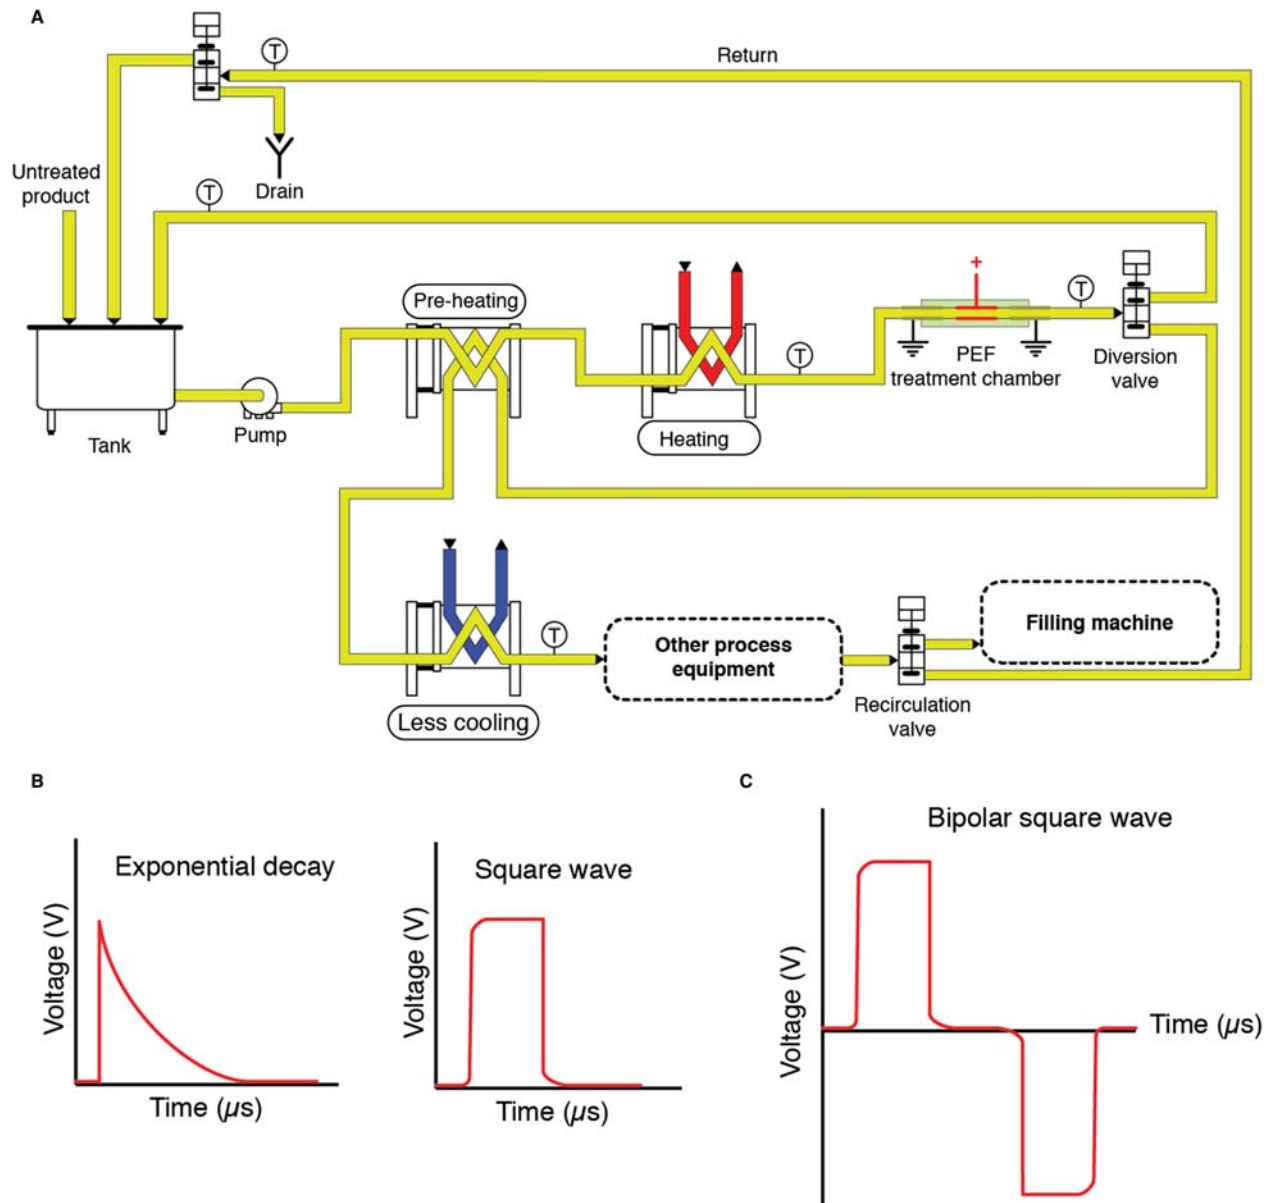 A
T
Return
Untreated
product
T
Drain
Pre-heating
+
T
T
PEF
treatment chamber
Diversion
valve
Tank
Pump
Heating
T
Other process
equipment
Filling machine
Less cooling
Recirculation
valve
B
Exponential decay
Voltage (V)
Time (µs)
Square wave
Voltage (V)
Time (µs)
C
Bipolar square wave
Voltage (V)
Time (µs)